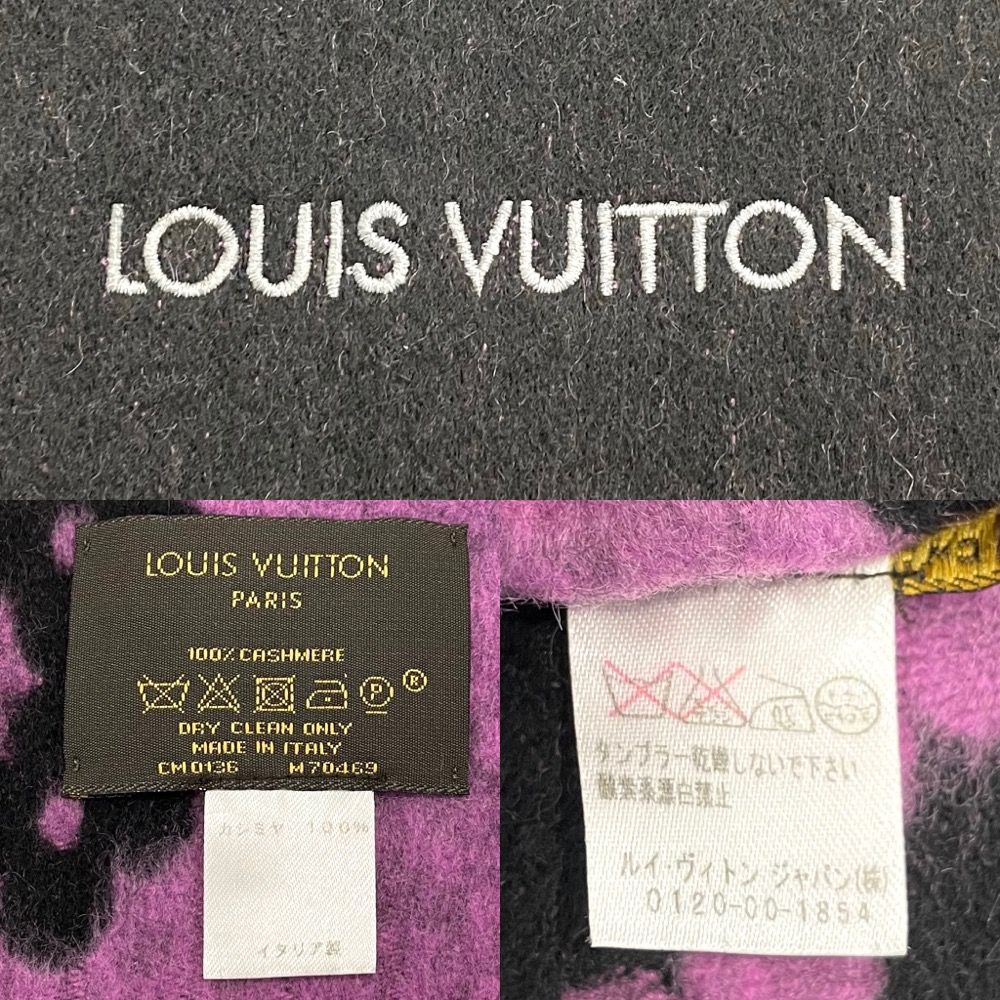 LOUIS VUITTON
LOUIS VUITTON
PARIS
100% CASHMERE
P ®
DRY CLEAN ONLY
MADE IN ITALY
CM0136 M70469
カシミヤ 100%
イタリア製
タンブラー乾燥しないで下さい
酸素系漂白禁止
ルイ・ヴィトン ジャパン(株)
0120-00-1854